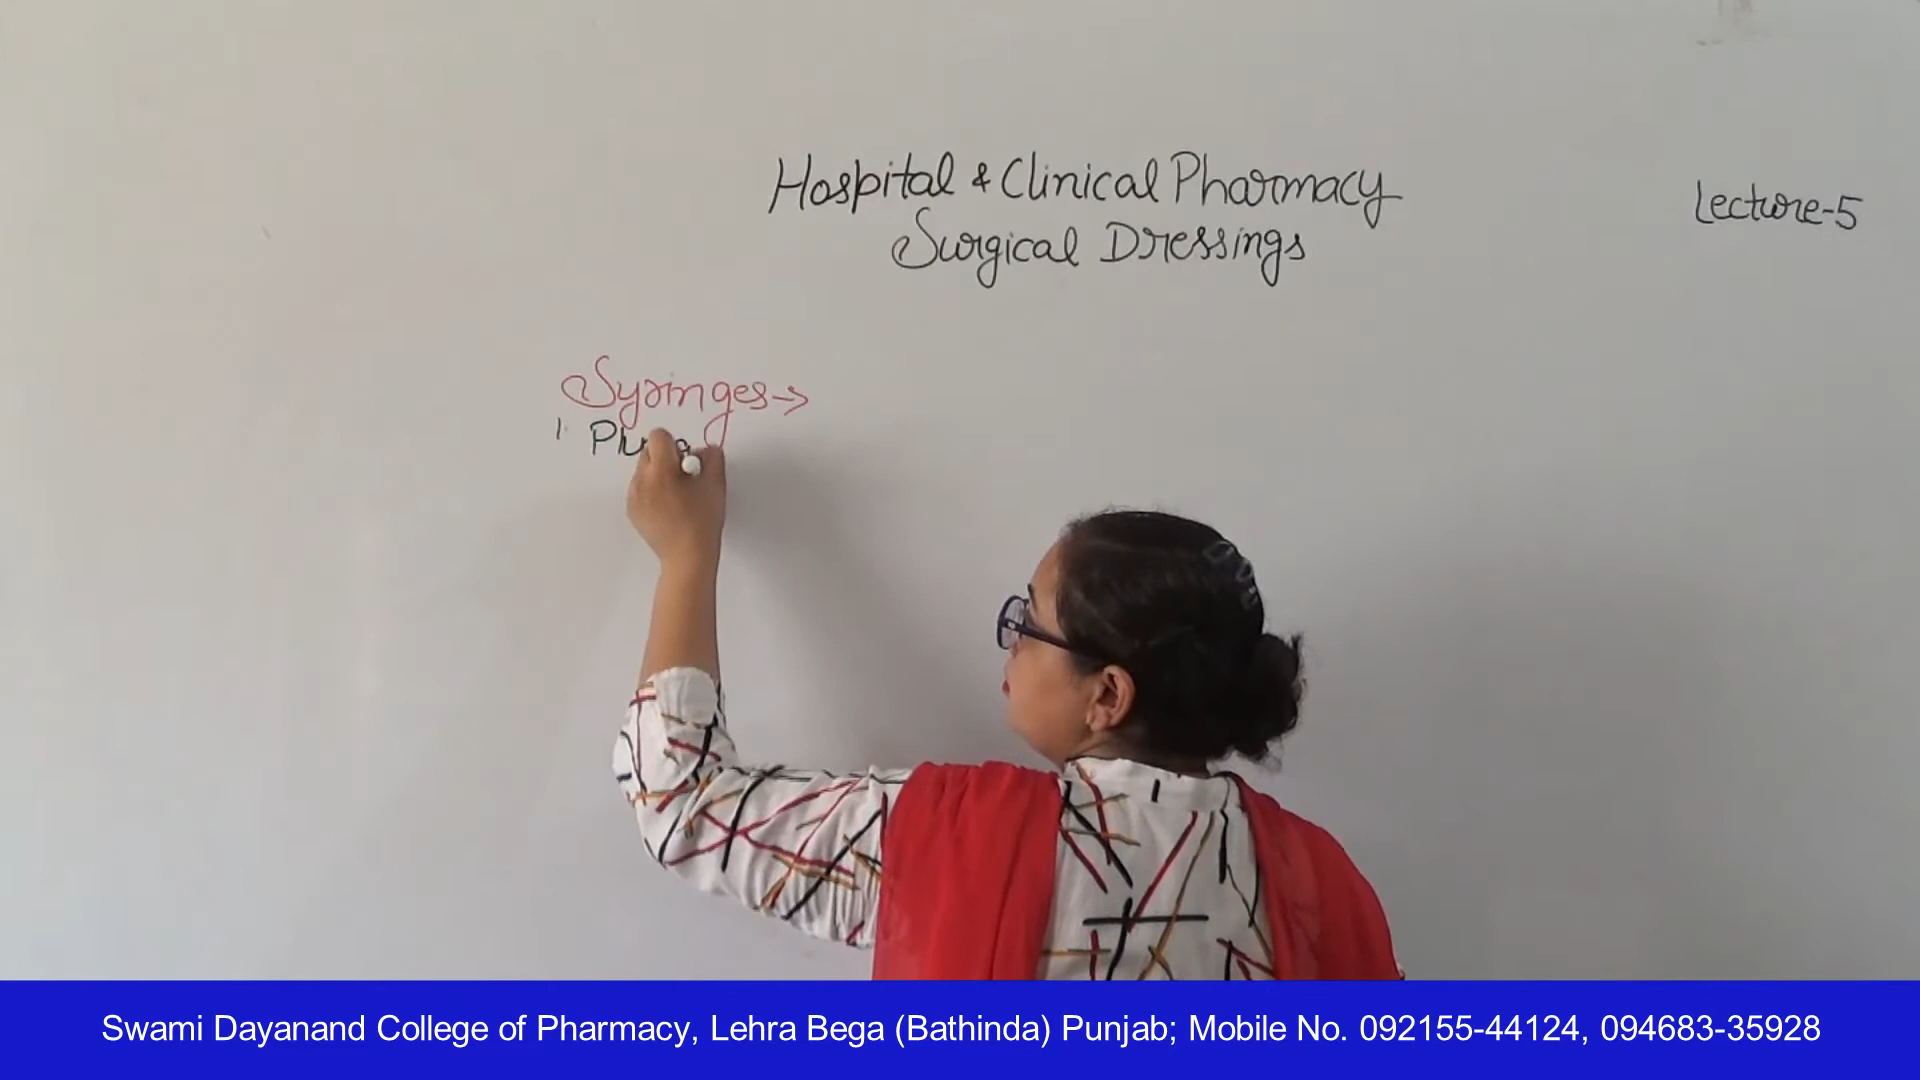 Hospital & Clinical Pharmacy
Lecture-5
Surgical Dressings
Syringes→
1.
Swami Dayanand College of Pharmacy, Lehra Bega (Bathinda) Punjab; Mobile No. 092155-44124, 094683-35928